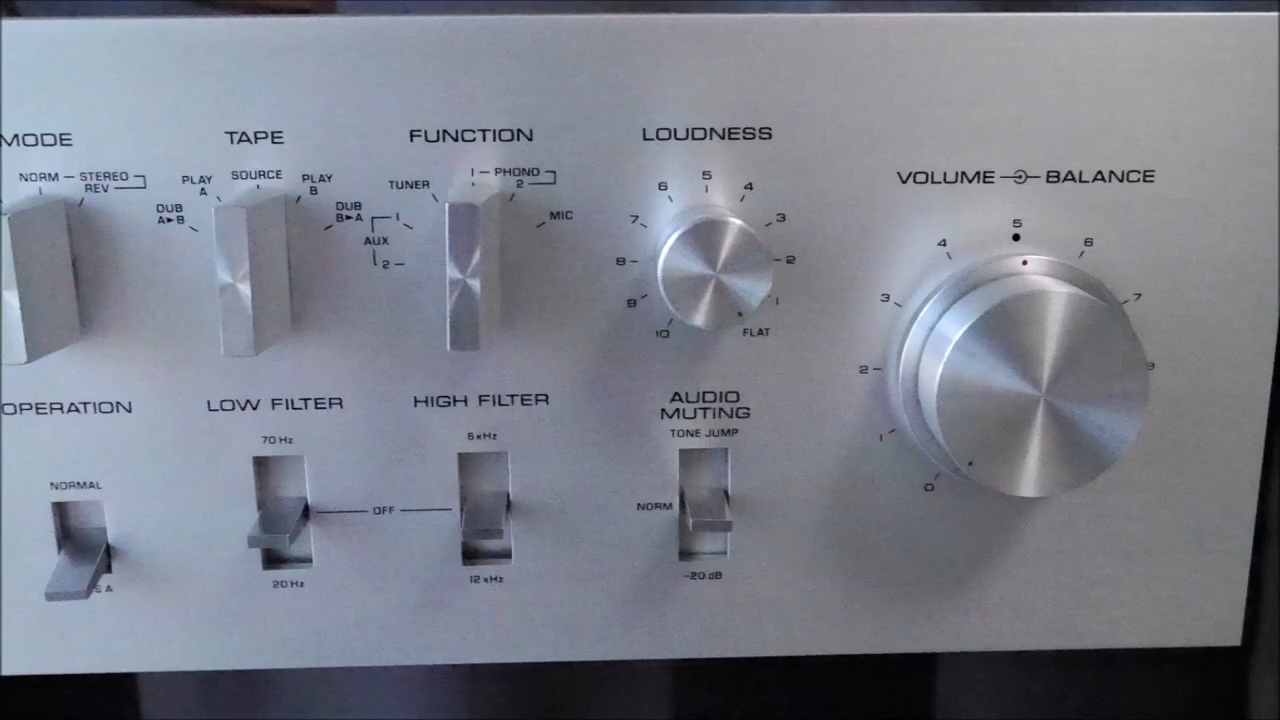 MODE
NORM – STEREO
REV
TAPE
PLAY
A
SOURCE
PLAY
B
DUB
A▶B
DUB
B▶A
FUNCTION
AUX
1
2
TUNER
1 – PHONO
2
MIC
LOUDNESS
10
9
8
7
6
5
4
3
2
1
FLAT
VOLUME
BALANCE
0
1
2
3
4
5
6
7
OPERATION
NORMAL
S A
LOW FILTER
70 Hz
OFF
20 Hz
HIGH FILTER
6 kHz
12 kHz
AUDIO
MUTING
TONE JUMP
NORM
-20 dB